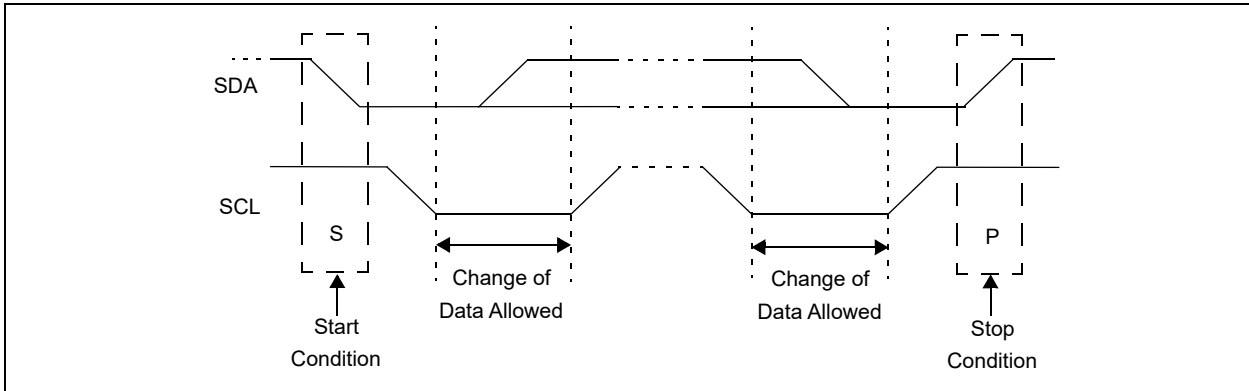 SDA
SCL
S
P
Change of
Data Allowed
Change of
Data Allowed
Start
Condition
Stop
Condition